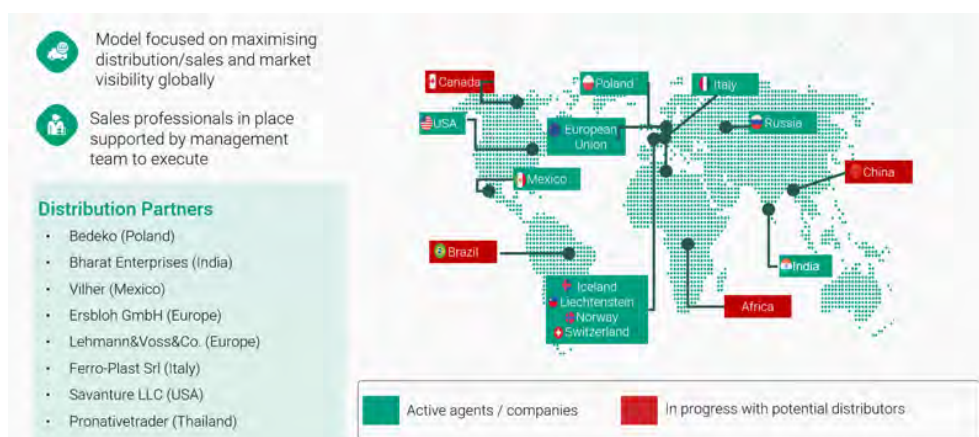 Model focused on maximising
distribution/sales and market
visibility globally
Sales professionals in place
supported by management
team to execute
Distribution Partners
• Bedeko (Poland)
• Bharat Enterprises (India)
• Vilher (Mexico)
• Ersbloh GmbH (Europe)
• Lehmann&Voss&Co. (Europe)
• Ferro-Plast Srl (Italy)
• Savanture LLC (USA)
• Pronativetrader (Thailand)
Canada
Poland
Italy
USA
European
Union
Russia
Mexico
China
Brazil
India
Iceland
Liechtenstein
Norway
Switzerland
Africa
Active agents / companies
In progress with potential distributors